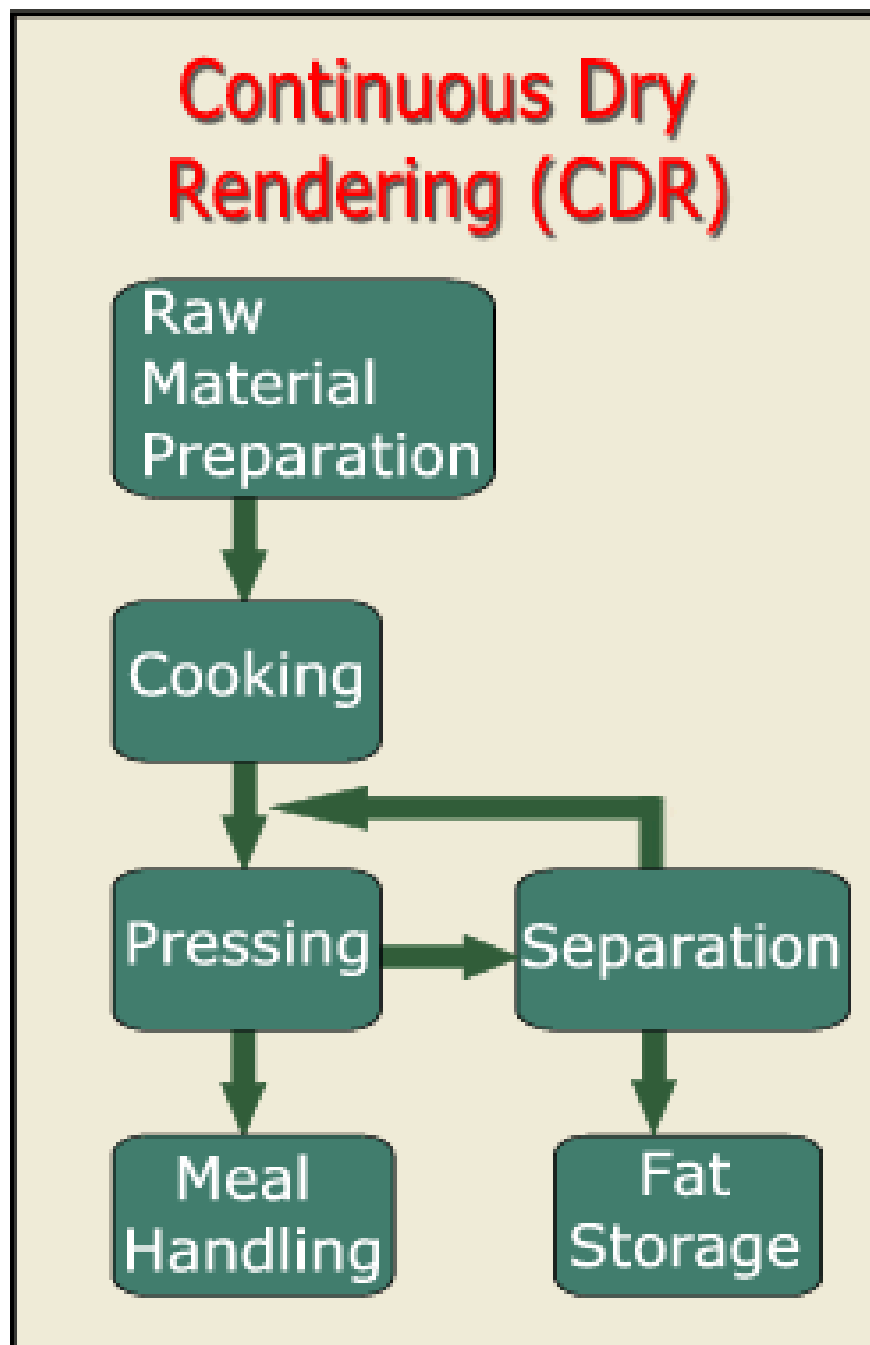 Continuous Dry
Rendering (CDR)
Raw
Material
Preparation
Cooking
Pressing
Separation
Meal
Handling
Fat
Storage